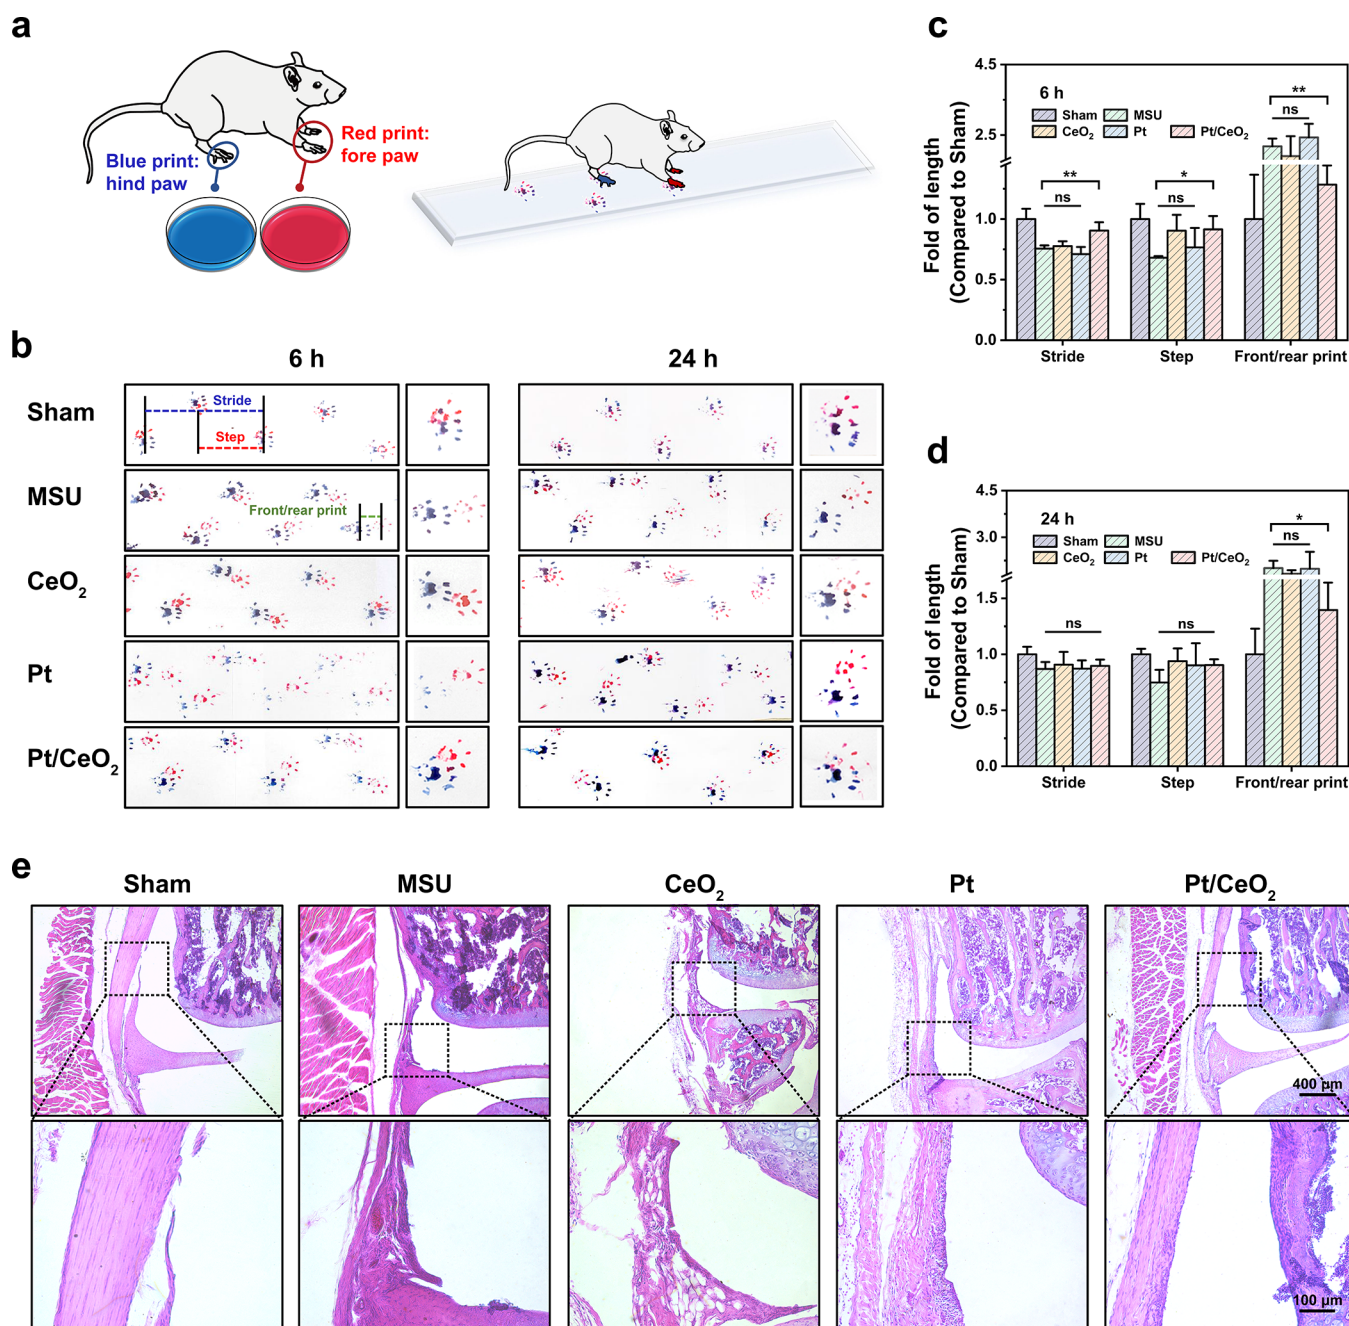 a
Blue print:
hind paw
Red print:
fore paw
b
6 h
24 h
Sham
Stride
Step
MSU
Front/rear print
CeO₂
Pt
Pt/CeO₂
c
Fold of length
(Compared to Sham)
4.5
2.5
1.0
0.5
0.0
6 h
Sham
MSU
CeO₂
Pt
Pt/CeO₂
**
ns
*
ns
**
ns
Stride
Step
Front/rear print
d
Fold of length
(Compared to Sham)
4.5
3.0
1.5
1.0
0.5
0.0
24 h
Sham
MSU
CeO₂
Pt
Pt/CeO₂
ns
ns
*
ns
Stride
Step
Front/rear print
e
Sham
MSU
CeO₂
Pt
Pt/CeO₂
400 μm
100 μm